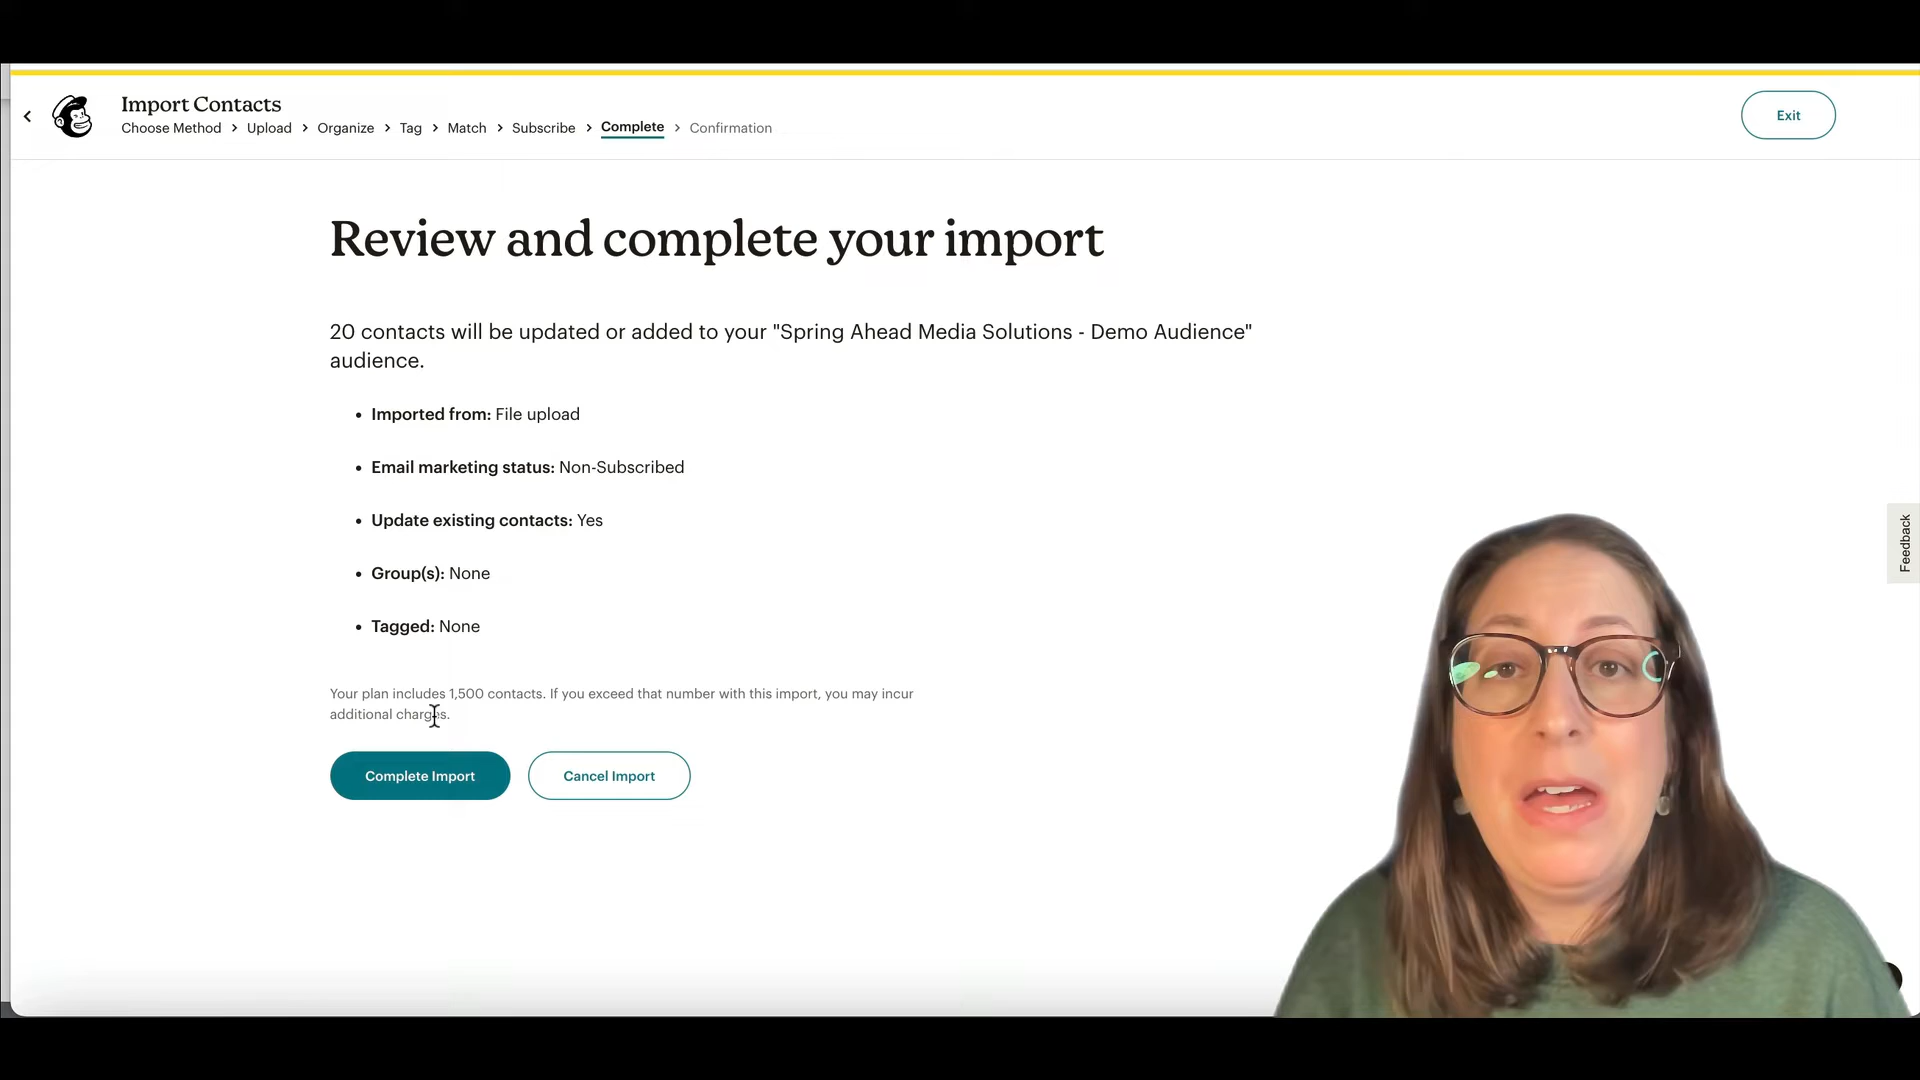 Import Contacts
Exit
Choose Method > Upload > Organize > Tag > Match > Subscribe > Complete > Confirmation
Review and complete your import
20 contacts will be updated or added to your "Spring Ahead Media Solutions - Demo Audience"
audience.
• Imported from: File upload
• Email marketing status: Non-Subscribed
• Update existing contacts: Yes
• Group(s): None
• Tagged: None
Your plan includes 1,500 contacts. If you exceed that number with this import, you may incur
additional charges.
Complete Import
Cancel Import
Feedback